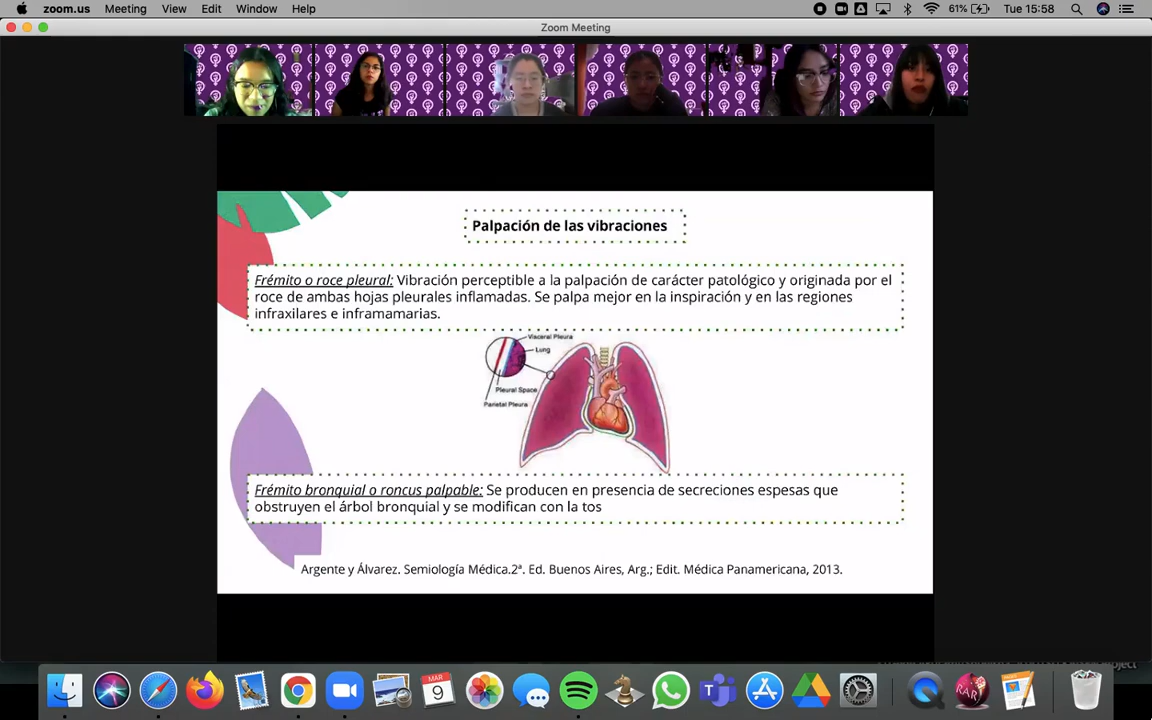 zoom.us Meeting View Edit Window Help 61% Tue 15:58
Zoom Meeting
Palpación de las vibraciones
Frémito o roce pleural: Vibración perceptible a la palpación de carácter patológico y originada por el
roce de ambas hojas pleurales inflamadas. Se palpa mejor en la inspiración y en las regiones
infraxilares e inframamarias.
Visceral Pleura
Lung
Pleural Space
Parietal Pleura
Frémito bronquial o roncus palpable: Se producen en presencia de secreciones espesas que
obstruyen el árbol bronquial y se modifican con la tos
Argente y Álvarez. Semiología Médica.2ª. Ed. Buenos Aires, Arg.; Edit. Médica Panamericana, 2013.
MAR
9
RAR